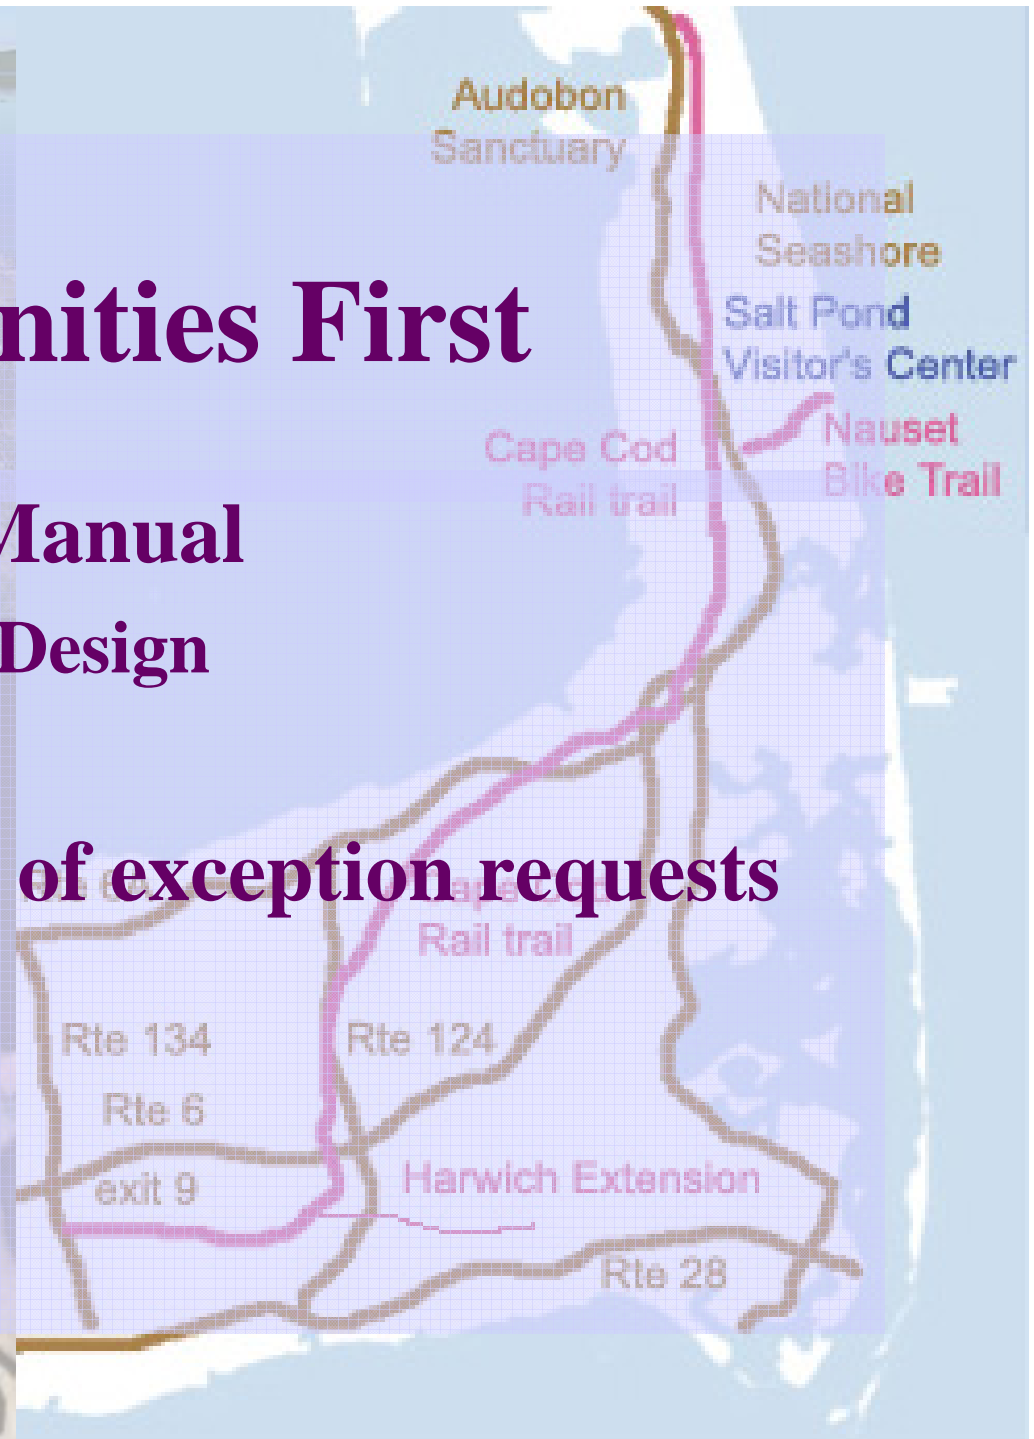 Audobon
Sanctuary
National
Seashore
nities First
Salt Pond
Visitor's Center
Nauset
Bike Trail
Cape Cod
Rail trail
Manual
Design
of exception requests
Rail trail
Rte 134
Rte 124
Rte 6
exit 9
Harwich Extension
Rte 28